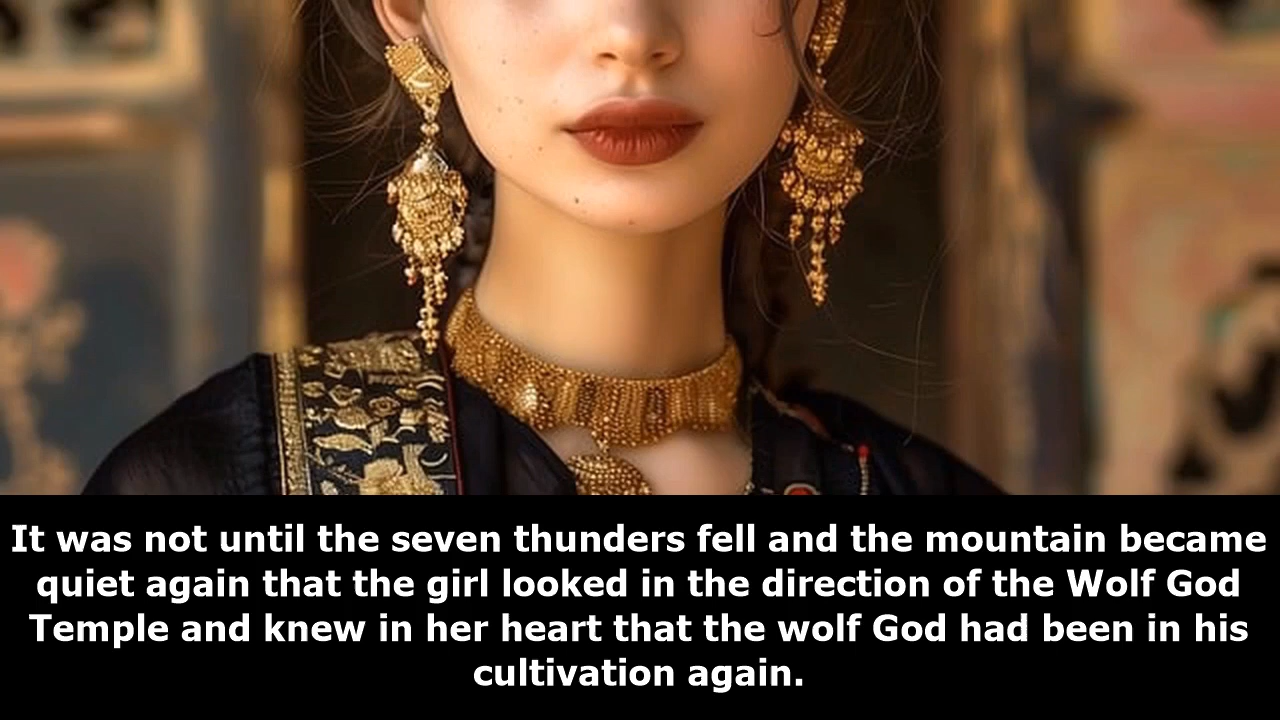 It was not until the seven thunders fell and the mountain became
quiet again that the girl looked in the direction of the Wolf God
Temple and knew in her heart that the wolf God had been in his
cultivation again.